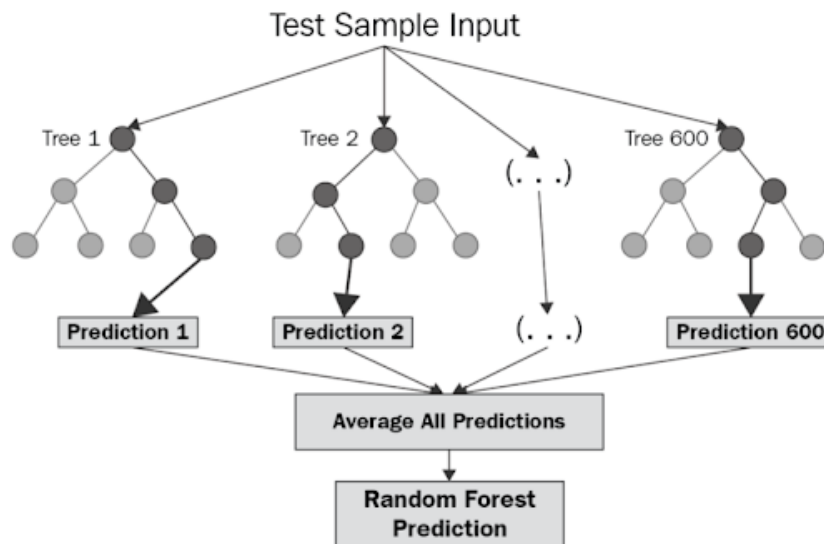 Test Sample Input
Tree 1
Tree 2
Tree 600
(. . .)
Prediction 1
Prediction 2
(. . .)
Prediction 600
Average All Predictions
Random Forest
Prediction